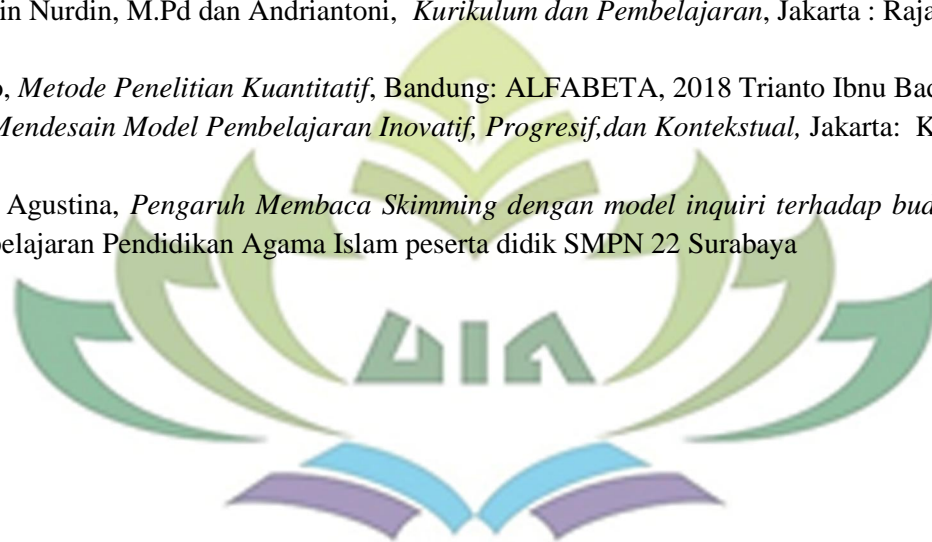 in Nurdin, M.Pd dan Andriantoni, Kurikulum dan Pembelajaran, Jakarta : Raja
o, Metode Penelitian Kuantitatif, Bandung: ALFABETA, 2018 Trianto Ibnu Bad
Mendesain Model Pembelajaran Inovatif, Progresif,dan Kontekstual, Jakarta: K
Agustina, Pengaruh Membaca Skimming dengan model inquiri terhadap bud
belajaran Pendidikan Agama Islam peserta didik SMPN 22 Surabaya
UIN